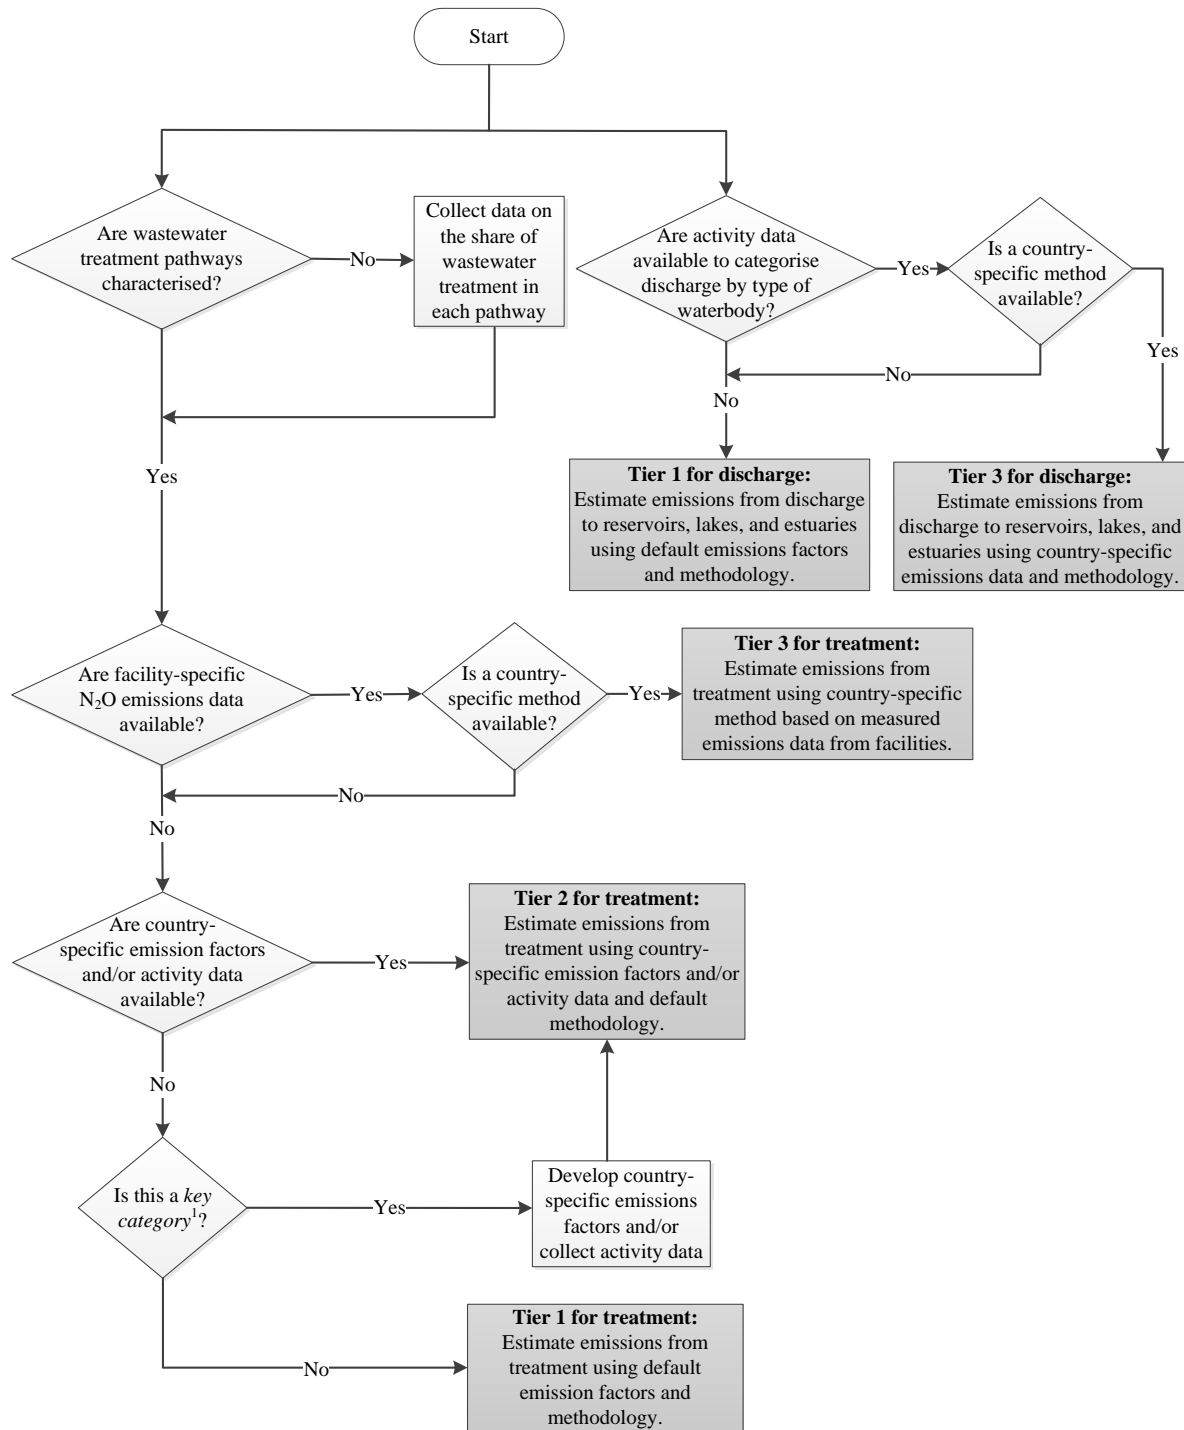 Start
Are wastewater
treatment pathways
characterised?
No
Collect data on
the share of
wastewater
treatment in
each pathway
Are activity data
available to categorise
discharge by type of
waterbody?
Yes
Is a country-
specific method
available?
No
Yes
No
Yes
Tier 1 for discharge:
Estimate emissions from discharge
to reservoirs, lakes, and estuaries
using default emissions factors
and methodology.
Tier 3 for discharge:
Estimate emissions from
discharge to reservoirs, lakes, and
estuaries using country-specific
emissions data and methodology.
Are facility-specific
N₂O emissions data
available?
Yes
Is a country-
specific method
available?
Yes
Tier 3 for treatment:
Estimate emissions from
treatment using country-specific
method based on measured
emissions data from facilities.
No
No
Are country-
specific emission factors
and/or activity data
available?
Yes
Tier 2 for treatment:
Estimate emissions from
treatment using country-
specific emission factors and/or
activity data and default
methodology.
No
Is this a key
category¹?
Yes
Develop country-
specific emissions
factors and/or
collect activity data
No
Tier 1 for treatment:
Estimate emissions from
treatment using default
emission factors and
methodology.